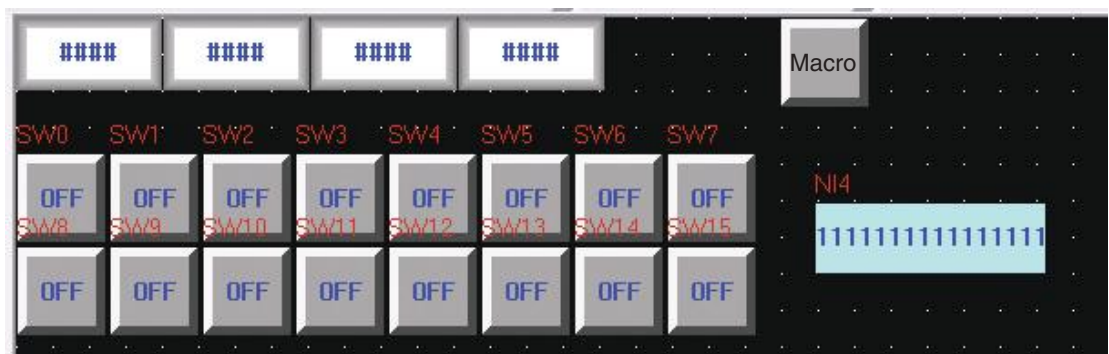 #### #### #### ####
Macro
SW0 SW1 SW2 SW3 SW4 SW5 SW6 SW7
OFF OFF OFF OFF OFF OFF OFF OFF
SW8 SW9 SW10 SW11 SW12 SW13 SW14 SW15
OFF OFF OFF OFF OFF OFF OFF OFF
NI4
1111111111111111